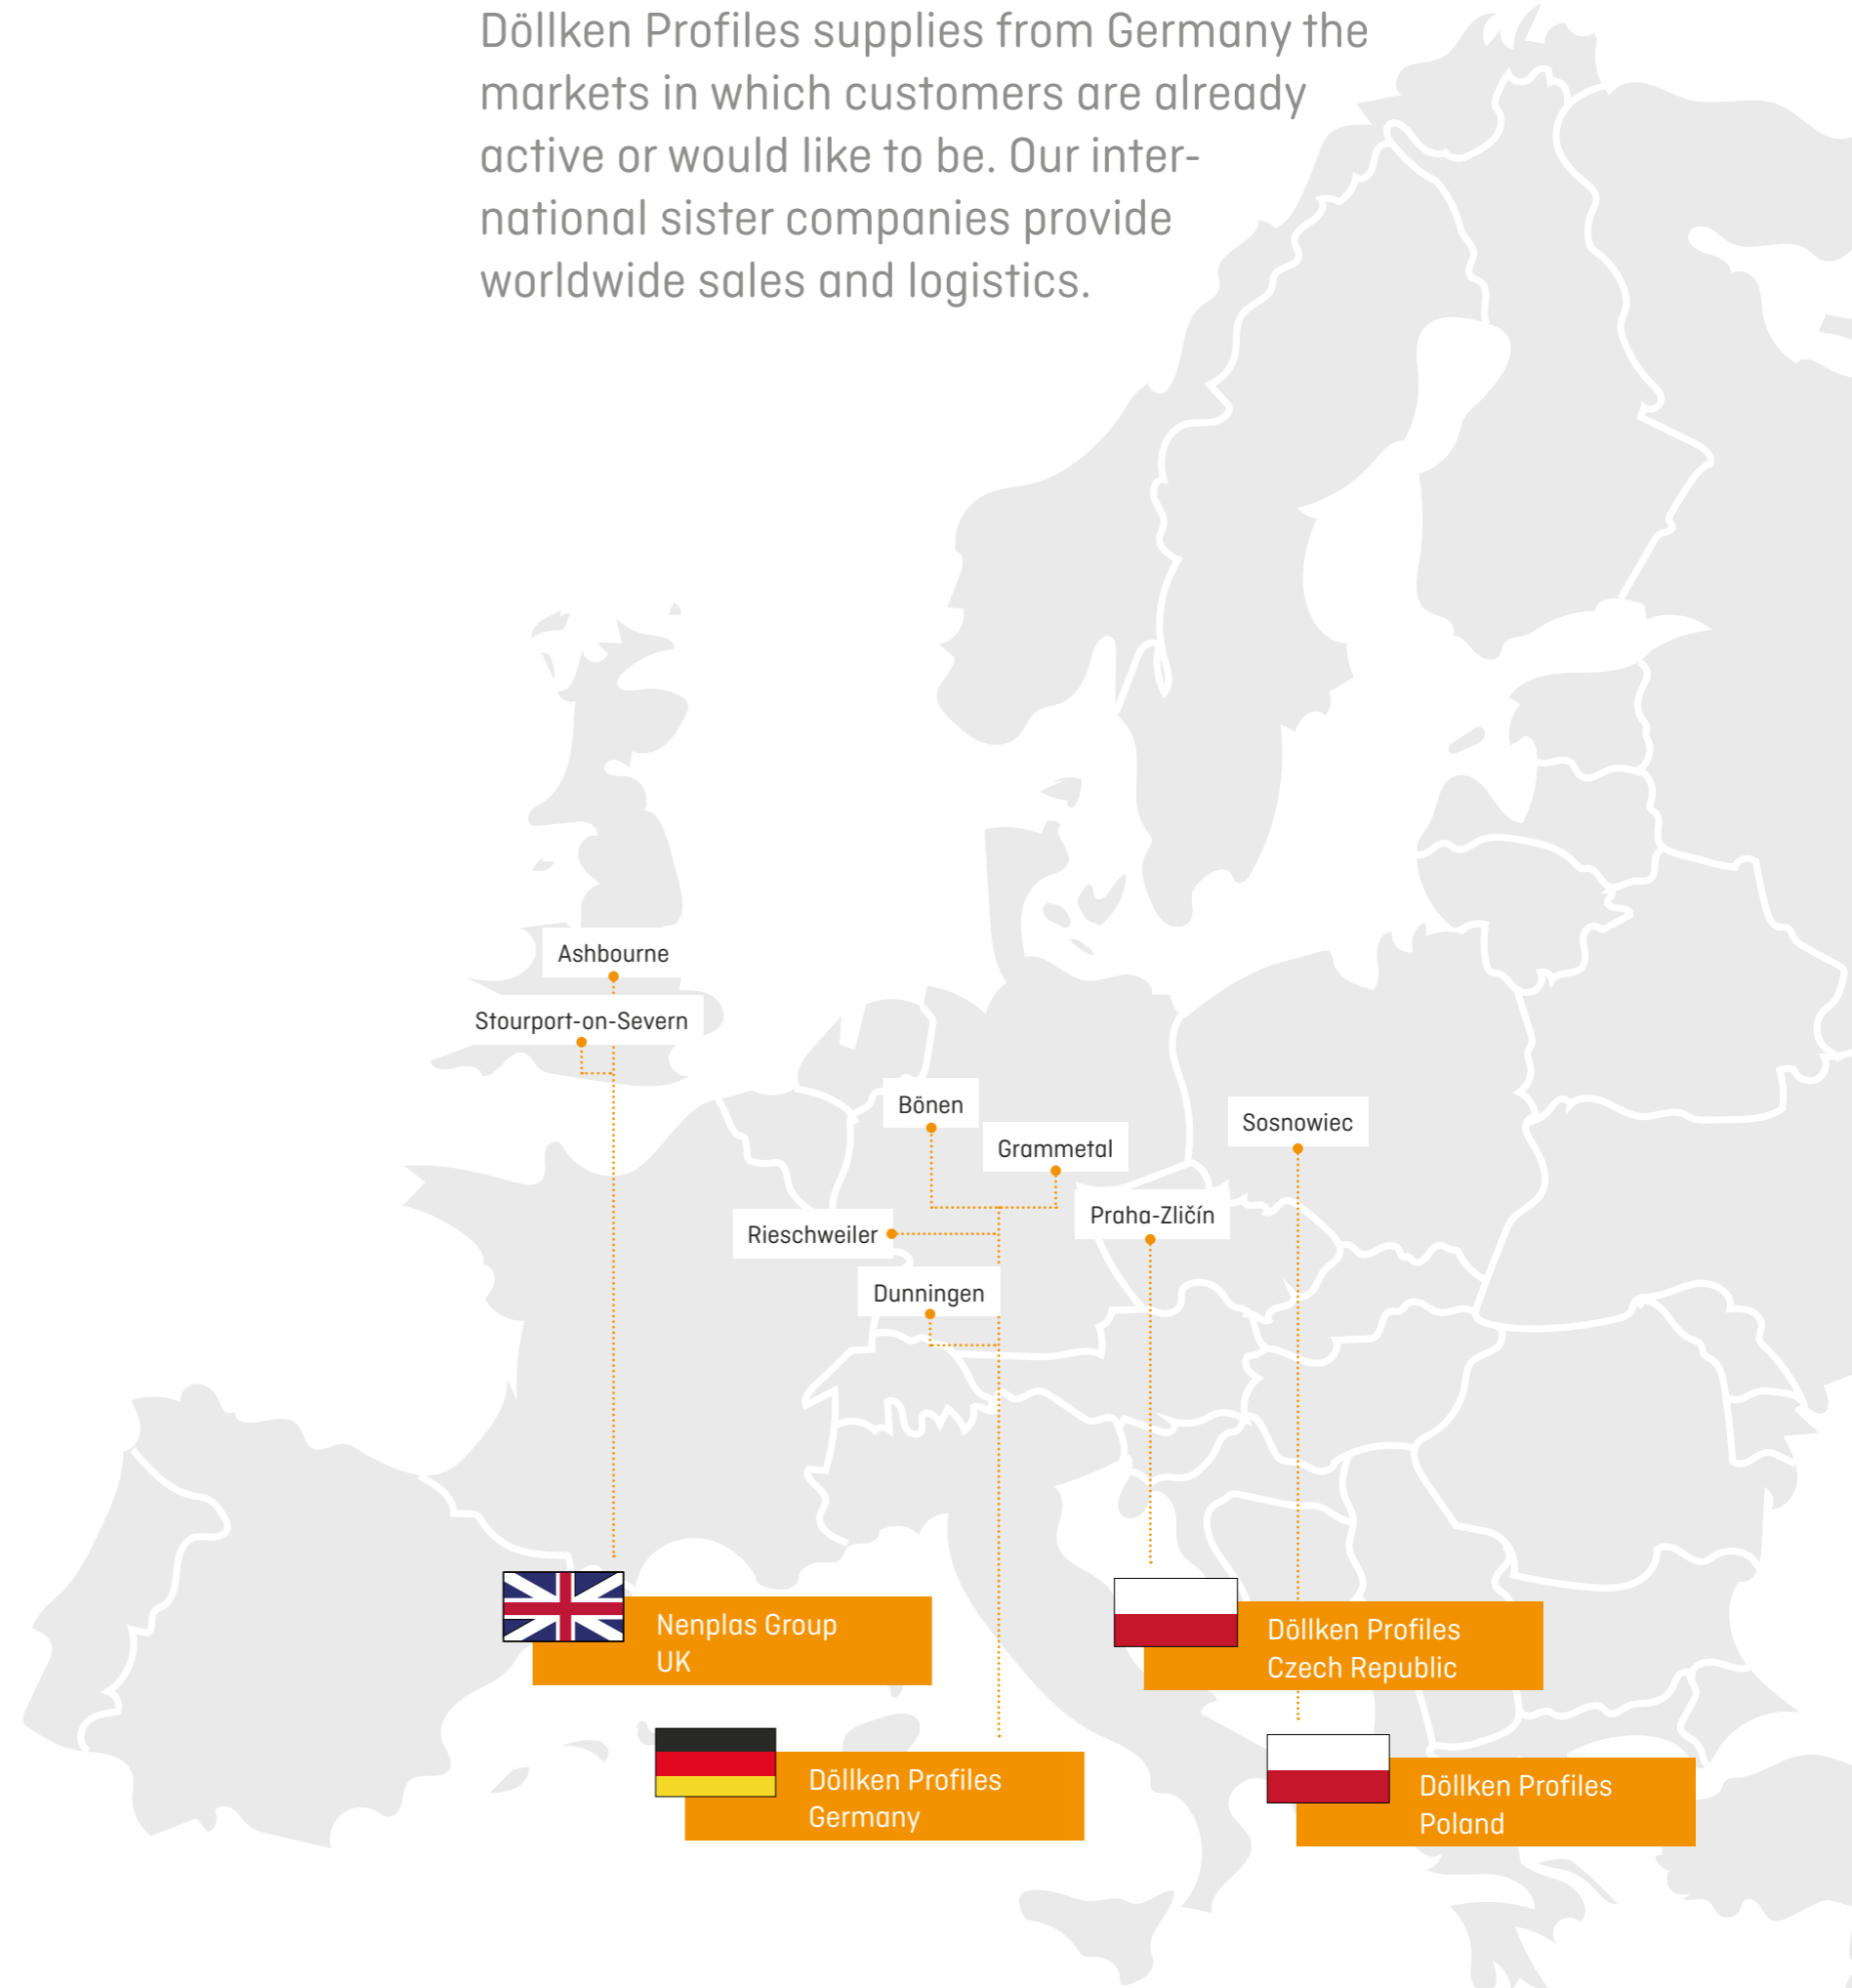 Döllken Profiles supplies from Germany the
markets in which customers are already
active or would like to be. Our inter-
national sister companies provide
worldwide sales and logistics.
Ashbourne
Stourport-on-Severn
Bönen
Sosnowiec
Grammetal
Praha-Zličín
Rieschweiler
Dunningen
Nenplas Group
UK
Döllken Profiles
Czech Republic
Döllken Profiles
Germany
Döllken Profiles
Poland